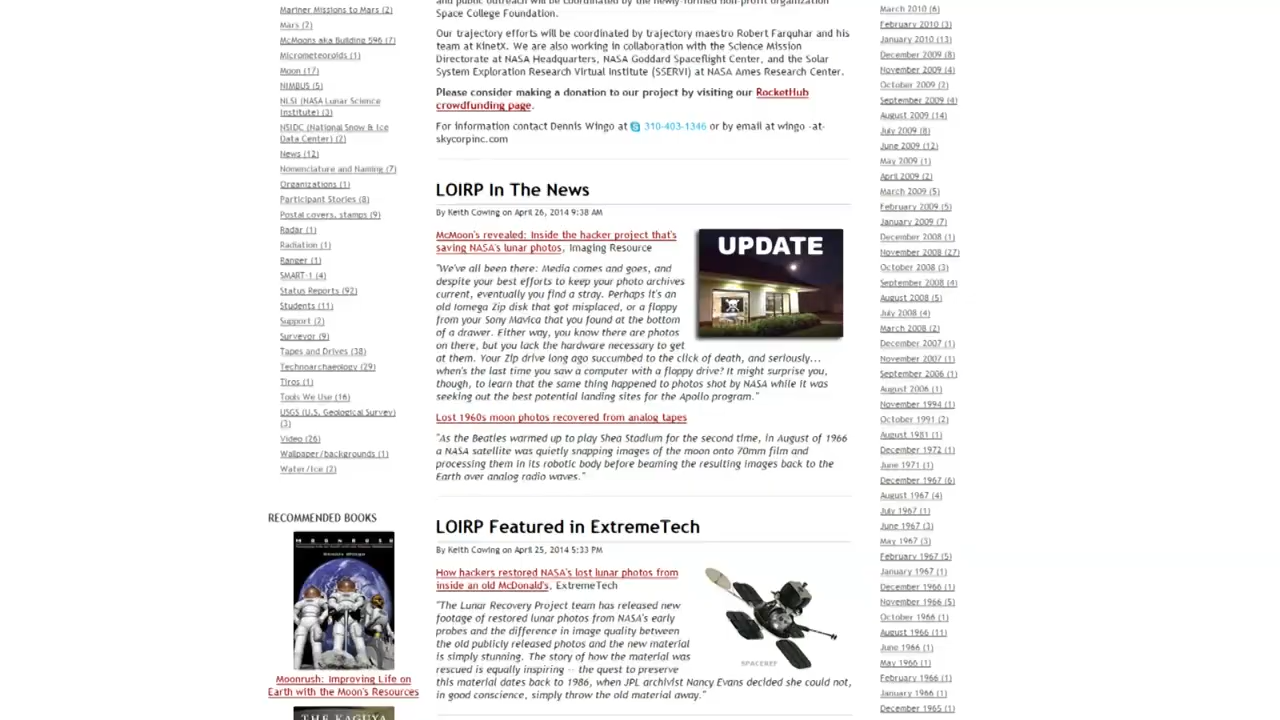 Mariner Missions to Mars (2)
Mars (2)
McMoons aka Building 596 (7)
Micrometeoroids (1)
Moon (17)
NIMBUS (5)
NLSI (NASA Lunar Science
Institute) (3)
NSIDC (National Snow & Ice
Data Center) (2)
News (12)
Nomenclature and Naming (7)
Organizations (1)
Participant Stories (8)
Postal covers, stamps (9)
Radar (1)
Radiation (1)
Ranger (1)
SMART-1 (4)
Status Reports (92)
Students (11)
Support (2)
Surveyor (9)
Tapes and Drives (38)
Technoarchaeology (29)
Tiros (1)
Tools We Use (16)
USGS (U.S. Geological Survey)
(3)
Video (26)
Wallpaper/backgrounds (1)
Water/Ice (2)
RECOMMENDED BOOKS
MOONRUSH
Moonrush: Improving Life on
Earth with the Moon's Resources
THE KAGUYA
and public outreach will be coordinated by the newly-formed non-profit organization
Space College Foundation.
Our trajectory efforts will be coordinated by trajectory maestro Robert Farquhar and his
team at KinetX. We are also working in collaboration with the Science Mission
Directorate at NASA Headquarters, NASA Goddard Spaceflight Center, and the Solar
System Exploration Research Virtual Institute (SSERVI) at NASA Ames Research Center.
Please consider making a donation to our project by visiting our RocketHub
crowdfunding page.
For information contact Dennis Wingo at 310-403-1346 or by email at wingo -at-
skycorpinc.com
LOIRP In The News
By Keith Cowing on April 26, 2014 9:38 AM
McMoon's revealed: Inside the hacker project that's
saving NASA's lunar photos, Imaging Resource
UPDATE
"We've all been there: Media comes and goes, and
despite your best efforts to keep your photo archives
current, eventually you find a stray. Perhaps it's an
old Iomega Zip disk that got misplaced, or a floppy
from your Sony Mavica that you found at the bottom
of a drawer. Either way, you know there are photos
on there, but you lack the hardware necessary to get
at them. Your Zip drive long ago succumbed to the click of death, and seriously...
when's the last time you saw a computer with a floppy drive? It might surprise you,
though, to learn that the same thing happened to photos shot by NASA while it was
seeking out the best potential landing sites for the Apollo program."
Lost 1960s moon photos recovered from analog tapes
"As the Beatles warmed up to play Shea Stadium for the second time, in August of 1966
a NASA satellite was quietly snapping images of the moon onto 70mm film and
processing them in its robotic body before beaming the resulting images back to the
Earth over analog radio waves."
LOIRP Featured in ExtremeTech
By Keith Cowing on April 25, 2014 5:33 PM
How hackers restored NASA's lost lunar photos from
inside an old McDonald's, ExtremeTech
"The Lunar Recovery Project team has released new
footage of restored lunar photos from NASA's early
probes and the difference in image quality between
the old publicly released photos and the new material
is simply stunning. The story of how the material was
rescued is equally inspiring -- the quest to preserve
this material dates back to 1986, when JPL archivist Nancy Evans decided she could not,
in good conscience, simply throw the old material away."
SPACEREF
March 2010 (6)
February 2010 (3)
January 2010 (13)
December 2009 (8)
November 2009 (4)
October 2009 (2)
September 2009 (4)
August 2009 (14)
July 2009 (8)
June 2009 (12)
May 2009 (1)
April 2009 (2)
March 2009 (5)
February 2009 (5)
January 2009 (7)
December 2008 (1)
November 2008 (27)
October 2008 (3)
September 2008 (4)
August 2008 (5)
July 2008 (4)
March 2008 (2)
December 2007 (1)
November 2007 (1)
September 2006 (1)
August 2006 (1)
November 1994 (1)
October 1991 (2)
August 1981 (1)
December 1972 (1)
June 1971 (1)
December 1967 (6)
August 1967 (4)
July 1967 (1)
June 1967 (3)
May 1967 (3)
February 1967 (5)
January 1967 (1)
December 1966 (1)
November 1966 (5)
October 1966 (1)
August 1966 (11)
June 1966 (1)
May 1966 (1)
February 1966 (1)
January 1966 (1)
December 1965 (1)